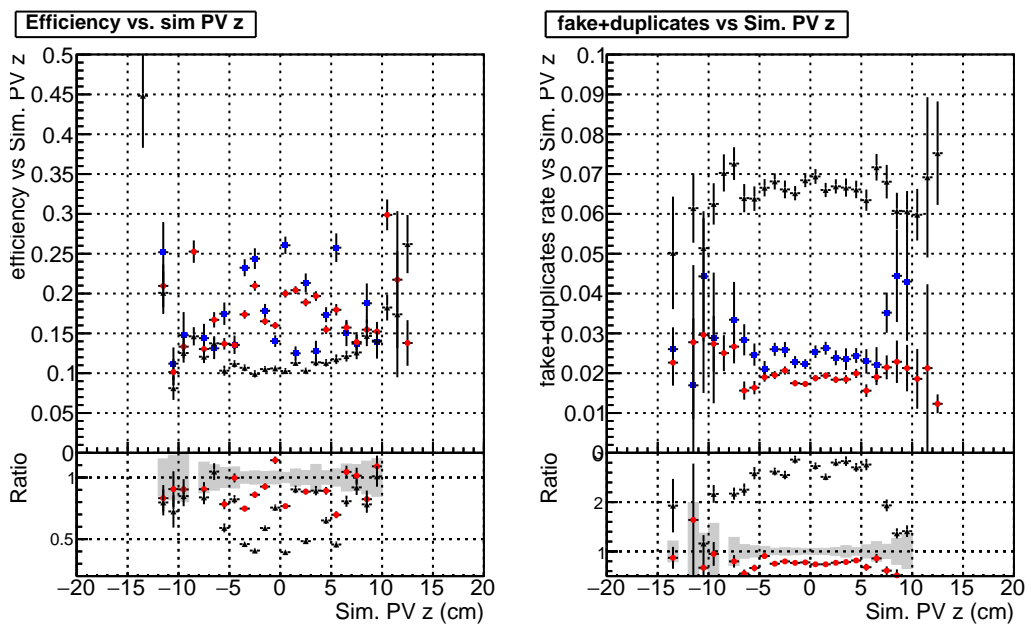 Efficiency vs. sim PV z
efficiency vs Sim. PV z
0.5
0.45
0.4
0.35
0.3
0.25
0.2
0.15
0.1
0.05
0
Ratio
1
0.5
−20 −15 −10 −5 0 5 10 15 20
Sim. PV z (cm)
fake+duplicates vs Sim. PV z
fake+duplicates rate vs Sim. PV z
0.1
0.09
0.08
0.07
0.06
0.05
0.04
0.03
0.02
0.01
0
Ratio
2
1
−20 −15 −10 −5 0 5 10 15 20
Sim. PV z (cm)